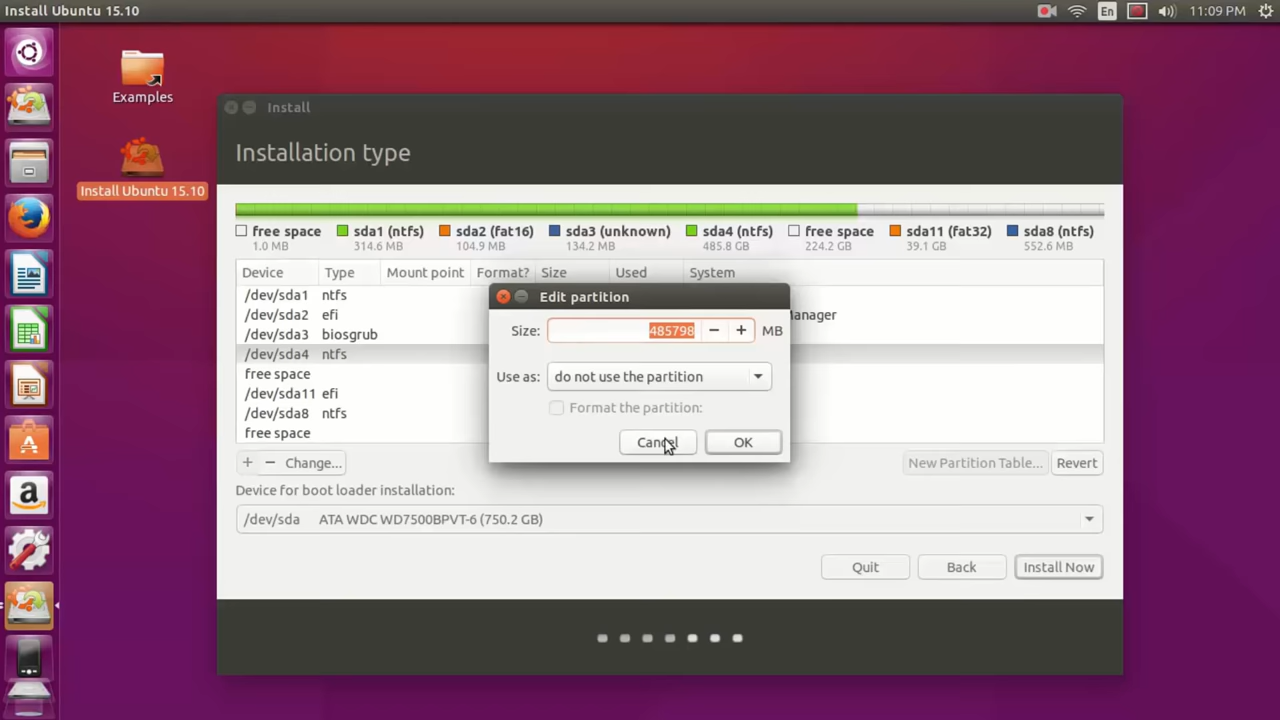 Install Ubuntu 15.10
En
11:09 PM
Examples
Install Ubuntu 15.10
Install
Installation type
free space sda1 (ntfs) sda2 (fat16) sda3 (unknown) sda4 (ntfs) free space sda11 (fat32) sda8 (ntfs)
1.0 MB 314.6 MB 104.9 MB 134.2 MB 485.8 GB 224.2 GB 39.1 GB 552.6 MB
Device Type Mount point Format? Size Used System
/dev/sda1 ntfs
/dev/sda2 efi
/dev/sda3 biosgrub
/dev/sda4 ntfs
free space
/dev/sda11 efi
/dev/sda8 ntfs
free space
Edit partition
Size: 485798 − + MB
Use as: do not use the partition
Format the partition:
Cancel OK
+ − Change... New Partition Table... Revert
Device for boot loader installation:
/dev/sda ATA WDC WD7500BPVT-6 (750.2 GB)
Quit Back Install Now